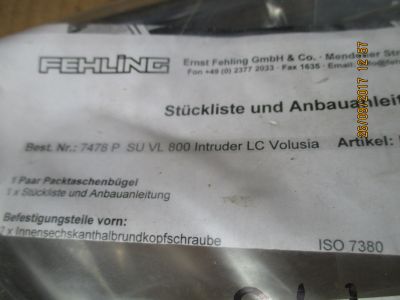 FEHLING
Ernst Fehling GmbH & Co. · Mendener Str
Fon +49 (0) 2377 2033 · Fax 1635 · Email:
Stückliste und Anbauanleit
Best. Nr.: 7478 P SU VL 800 Intruder LC Volusia Artikel:
1 Paar Packtaschenbügel
1 x Stückliste und Anbauanleitung
Befestigungsteile vorn:
2 x Innensechskanthalbrundkopfschraube ISO 7380
26/09/2017 12:57